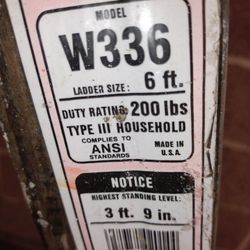 MODEL
W336
LADDER SIZE: 6 ft.
DUTY RATING: 200 lbs
TYPE III HOUSEHOLD
COMPLIES TO
ANSI
STANDARDS
MADE IN
U.S.A.
NOTICE
HIGHEST STANDING LEVEL:
3 ft. 9 in.